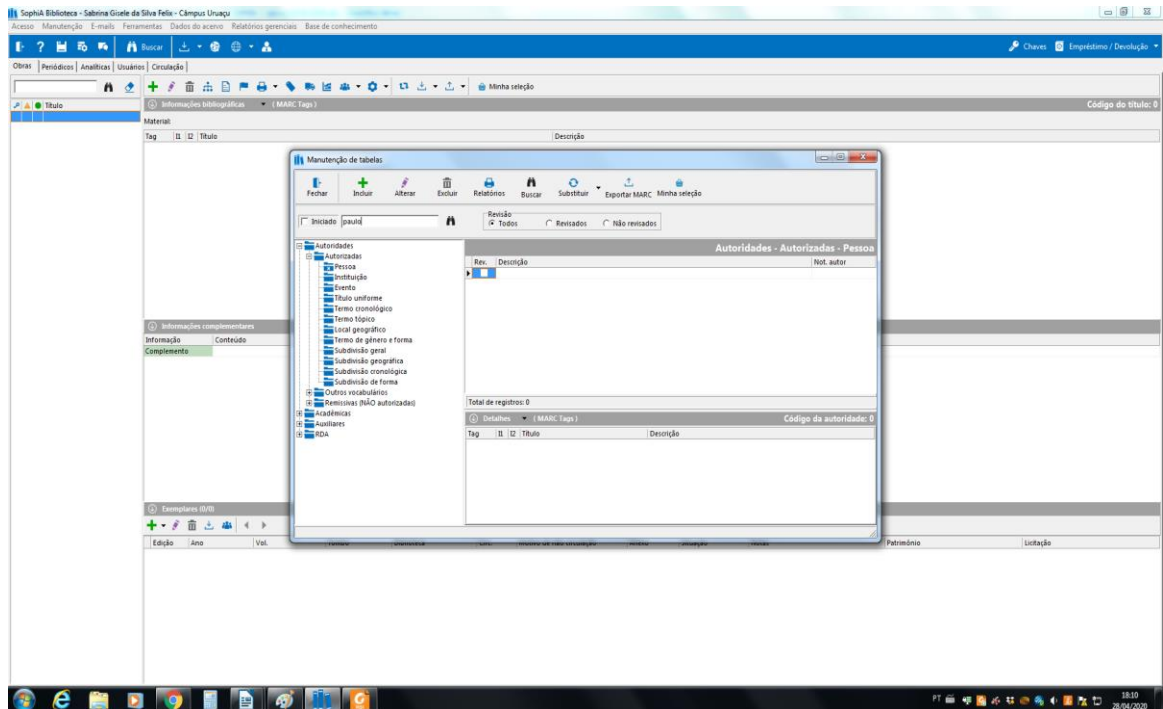 SophiA Biblioteca - Sabrina Gisele da Silva Felix - Câmpus Uruaçu
Acesso Manutenção E-mails Ferramentas Dados do acervo Relatórios gerenciais Base de conhecimento
Buscar Chaves Empréstimo / Devolução
Obras Periódicos Analíticas Usuários Circulação
Minha seleção
Título
Informações bibliográficas ( MARC Tags ) Código do título: 0
Material:
Tag I1 I2 Título Descrição
Manutenção de tabelas
Fechar Incluir Alterar Excluir Relatórios Buscar Substituir Exportar MARC Minha seleção
Iniciado paulo
Revisão
Todos Revisados Não revisados
Autoridades
Autorizadas
Pessoa
Instituição
Evento
Título uniforme
Termo cronológico
Termo tópico
Local geográfico
Termo de gênero e forma
Subdivisão geral
Subdivisão geográfica
Subdivisão cronológica
Subdivisão de forma
Outros vocabulários
Remissivas (NÃO autorizadas)
Acadêmicas
Auxiliares
RDA
Autoridades - Autorizadas - Pessoa
Rev. Descrição Not. autor
Total de registros: 0
Detalhes ( MARC Tags ) Código da autoridade: 0
Tag I1 I2 Título Descrição
Informações complementares
Informação Conteúdo
Complemento
Exemplares (0/0)
Edição Ano Vol. Patrimônio Licitação
PT 18:10
28/04/2020